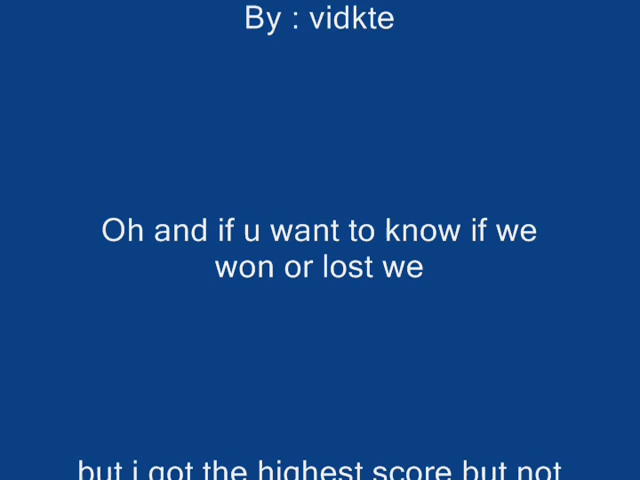 By : vidkte
Oh and if u want to know if we
won or lost we
but i got the highest score but not